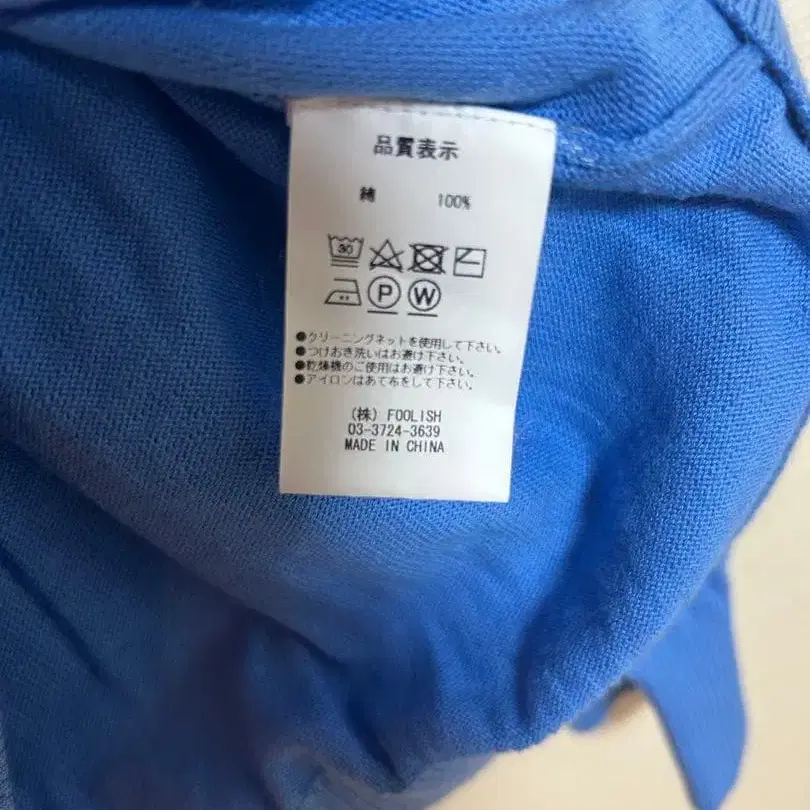 品質表示
綿 100%
30
P W
●クリーニングネットを使用して下さい。
●つけおき洗いはお避け下さい。
●乾燥機のご使用はお避け下さい。
●アイロンはあて布をして下さい。
(株) FOOLISH
03-3724-3639
MADE IN CHINA